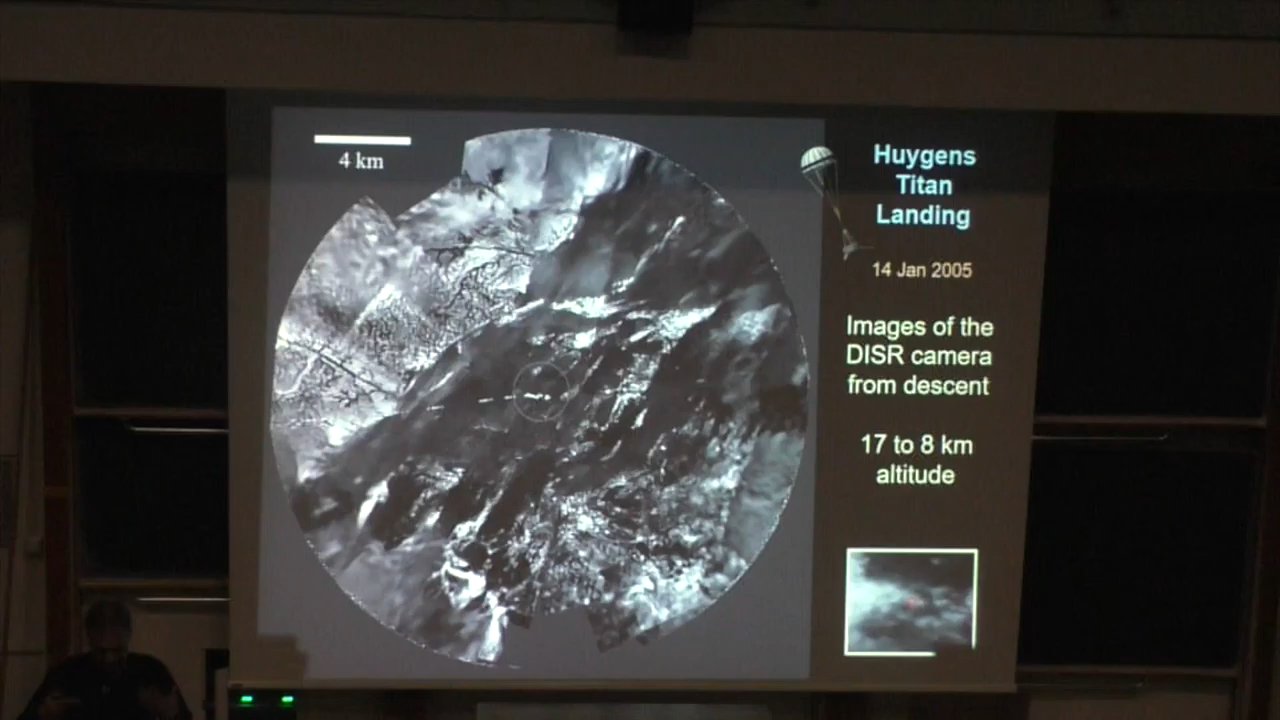 4 km
Huygens
Titan
Landing
14 Jan 2005
Images of the
DISR camera
from descent
17 to 8 km
altitude